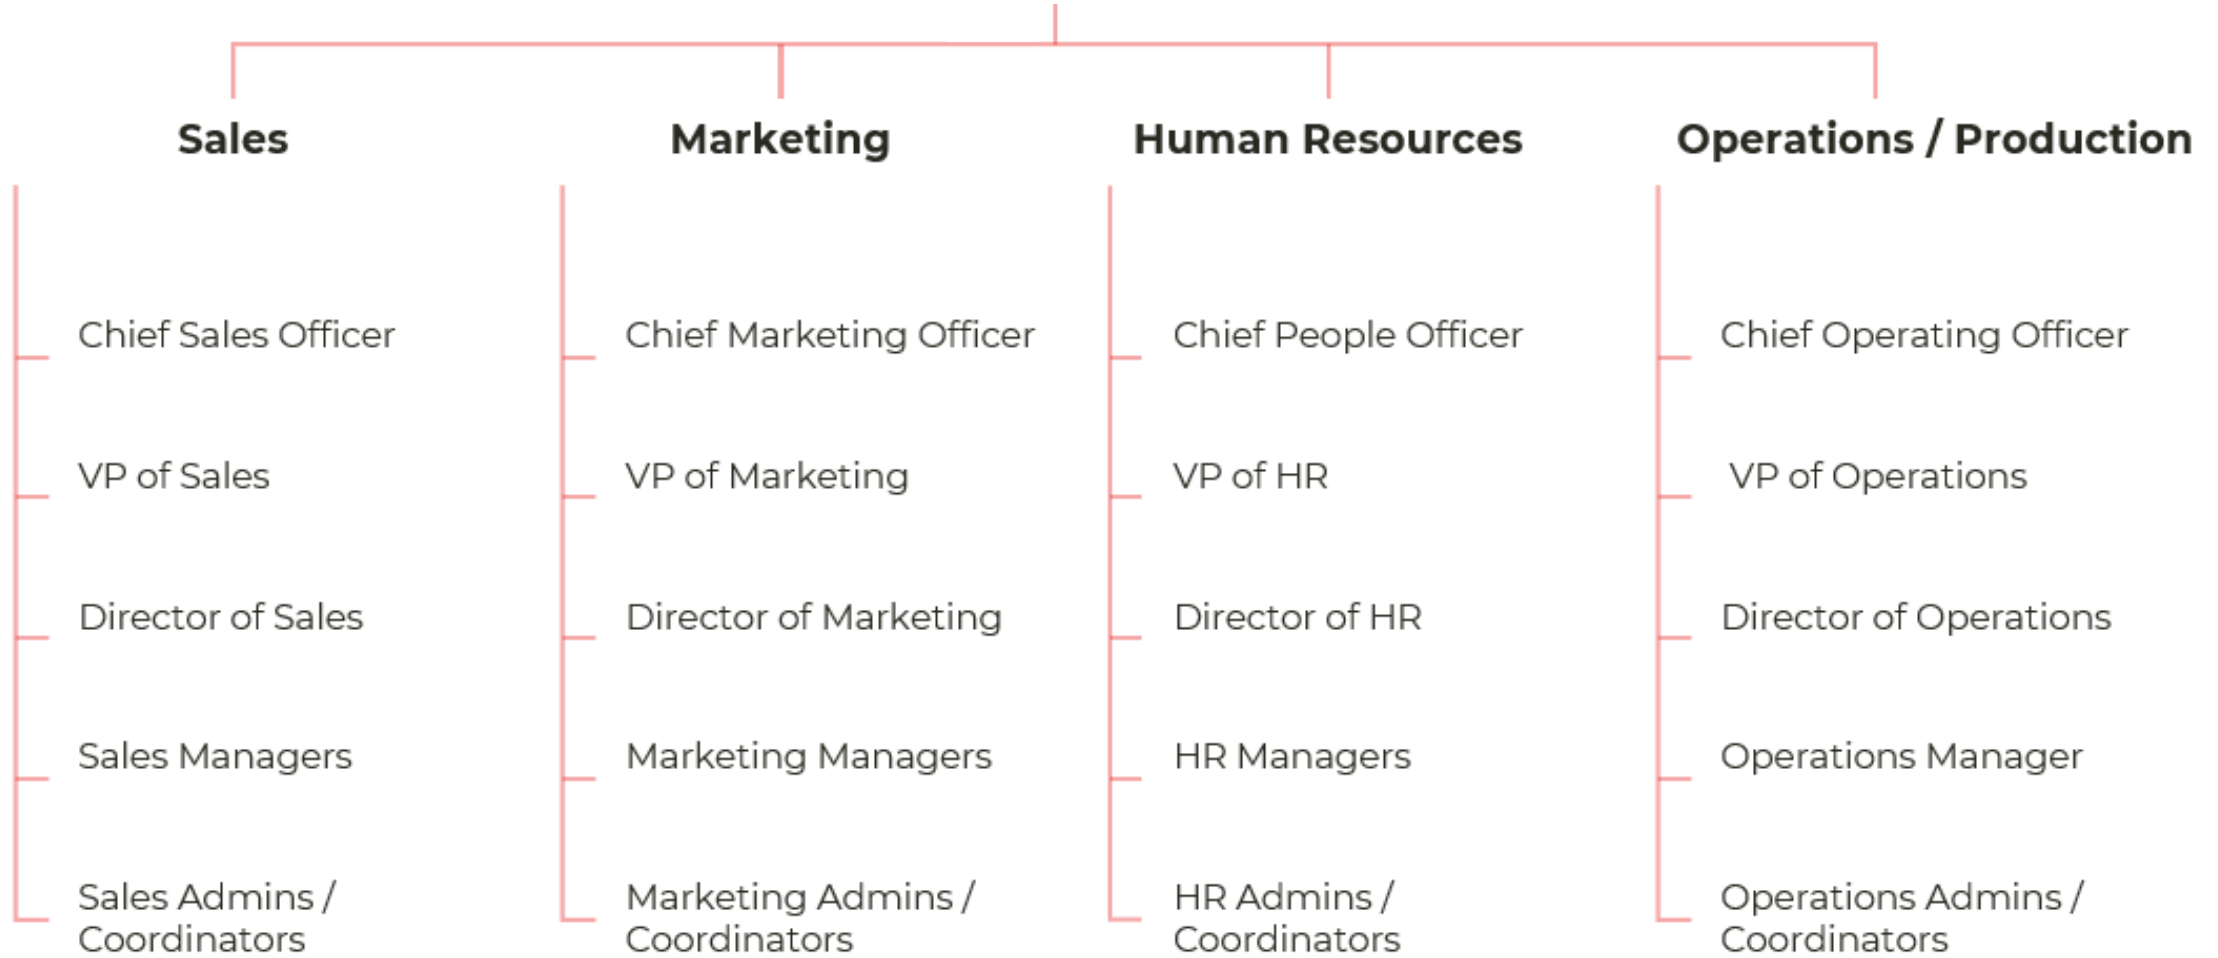 Sales
Marketing
Human Resources
Operations / Production
Chief Sales Officer
Chief Marketing Officer
Chief People Officer
Chief Operating Officer
VP of Sales
VP of Marketing
VP of HR
VP of Operations
Director of Sales
Director of Marketing
Director of HR
Director of Operations
Sales Managers
Marketing Managers
HR Managers
Operations Manager
Sales Admins /
Coordinators
Marketing Admins /
Coordinators
HR Admins /
Coordinators
Operations Admins /
Coordinators